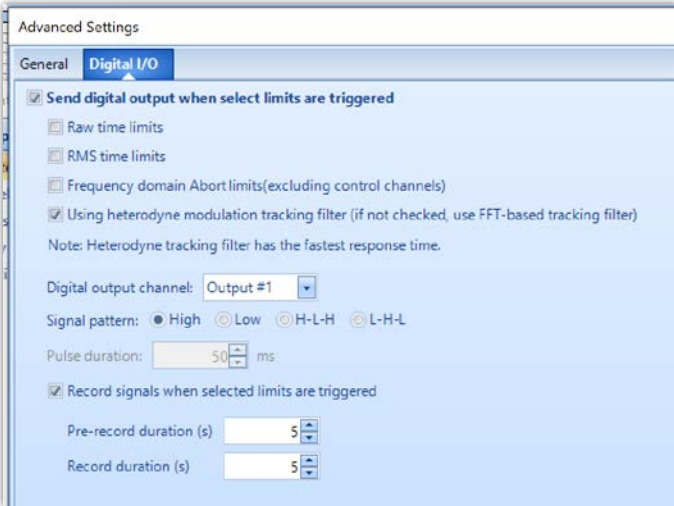 Advanced Settings
General Digital I/O
Send digital output when select limits are triggered
Raw time limits
RMS time limits
Frequency domain Abort limits(excluding control channels)
Using heterodyne modulation tracking filter (if not checked, use FFT-based tracking filter)
Note: Heterodyne tracking filter has the fastest response time.
Digital output channel: Output #1
Signal pattern: High Low H-L-H L-H-L
Pulse duration: 50 ms
Record signals when selected limits are triggered
Pre-record duration (s) 5
Record duration (s) 5